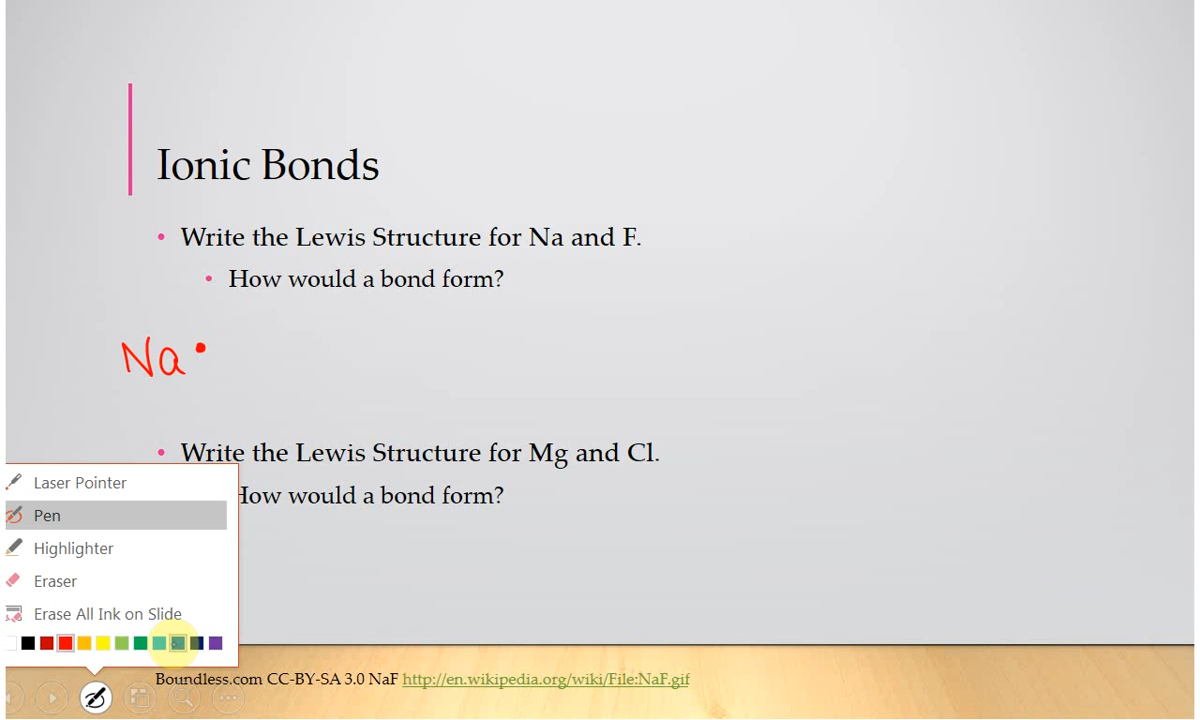 Ionic Bonds
• Write the Lewis Structure for Na and F.
• How would a bond form?
Na •
• Write the Lewis Structure for Mg and Cl.
How would a bond form?
Laser Pointer
Pen
Highlighter
Eraser
Erase All Ink on Slide
Boundless.com CC-BY-SA 3.0 NaF http://en.wikipedia.org/wiki/File:NaF.gif